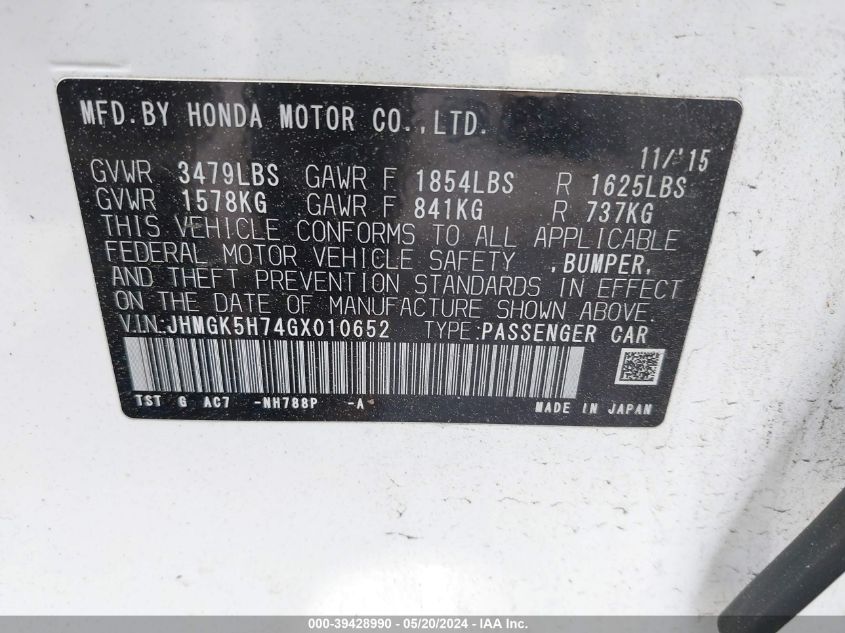 MFD.BY HONDA MOTOR CO.,LTD.
11/'15
GVWR 3479LBS GAWR F 1854LBS R 1625LBS
GVWR 1578KG GAWR F 841KG R 737KG
THIS VEHICLE CONFORMS TO ALL APPLICABLE
FEDERAL MOTOR VEHICLE SAFETY ,BUMPER,
AND THEFT PREVENTION STANDARDS IN EFFECT
ON THE DATE OF MANUFACTURE SHOWN ABOVE.
V.I.N:JHMGK5H74GX010652 TYPE:PASSENGER CAR
TST G AC7 -NH788P -A
MADE IN JAPAN
000-39428990 - 05/20/2024 - IAA, Inc.